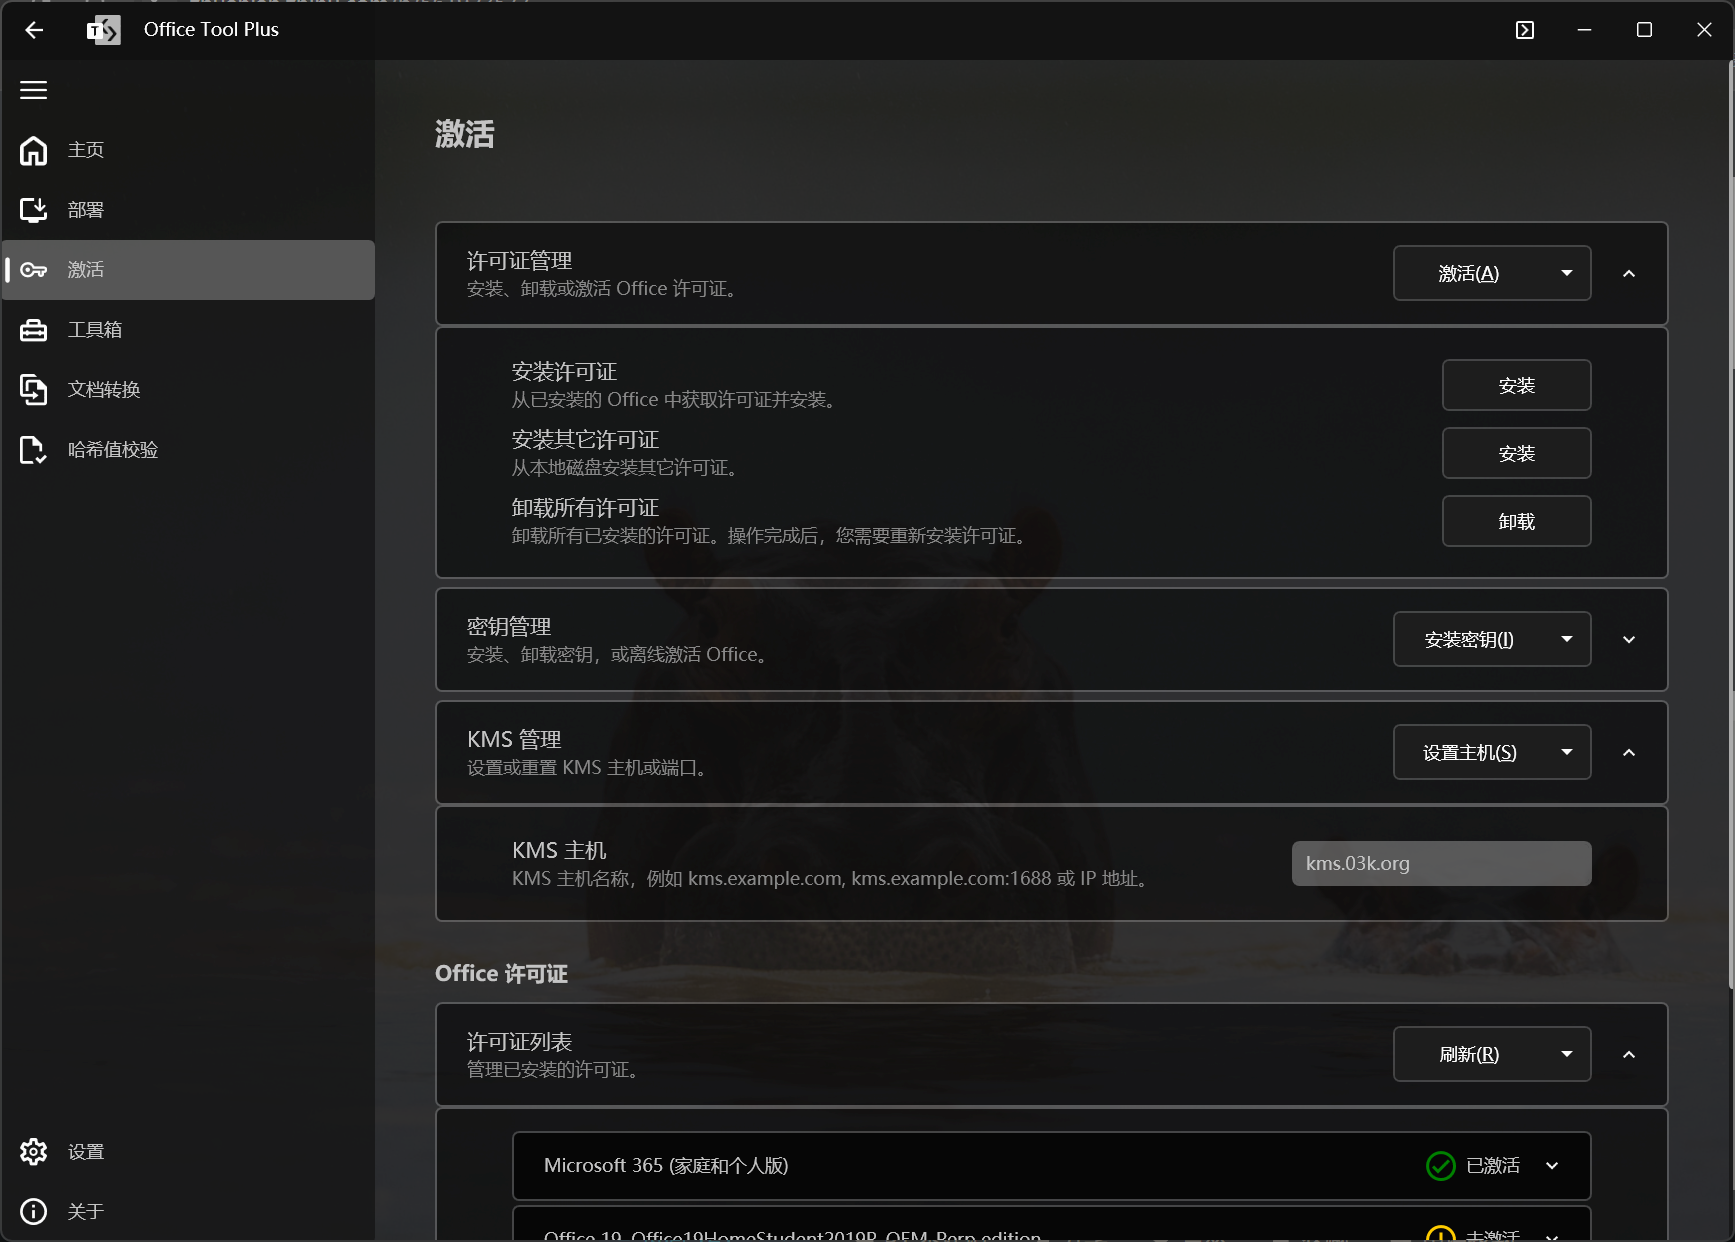 Office Tool Plus
主页
部署
激活
工具箱
文档转换
哈希值校验
设置
关于
激活
许可证管理
安装、卸载或激活 Office 许可证。
激活(A)
安装许可证
从已安装的 Office 中获取许可证并安装。
安装
安装其它许可证
从本地磁盘安装其它许可证。
安装
卸载所有许可证
卸载所有已安装的许可证。操作完成后，您需要重新安装许可证。
卸载
密钥管理
安装、卸载密钥，或离线激活 Office。
安装密钥(I)
KMS 管理
设置或重置 KMS 主机或端口。
设置主机(S)
KMS 主机
KMS 主机名称，例如 kms.example.com, kms.example.com:1688 或 IP 地址。
kms.03k.org
Office 许可证
许可证列表
管理已安装的许可证。
刷新(R)
Microsoft 365 (家庭和个人版)
已激活
Office 19, Office19HomeStudent2019R_OEM_Perp edition
未激活